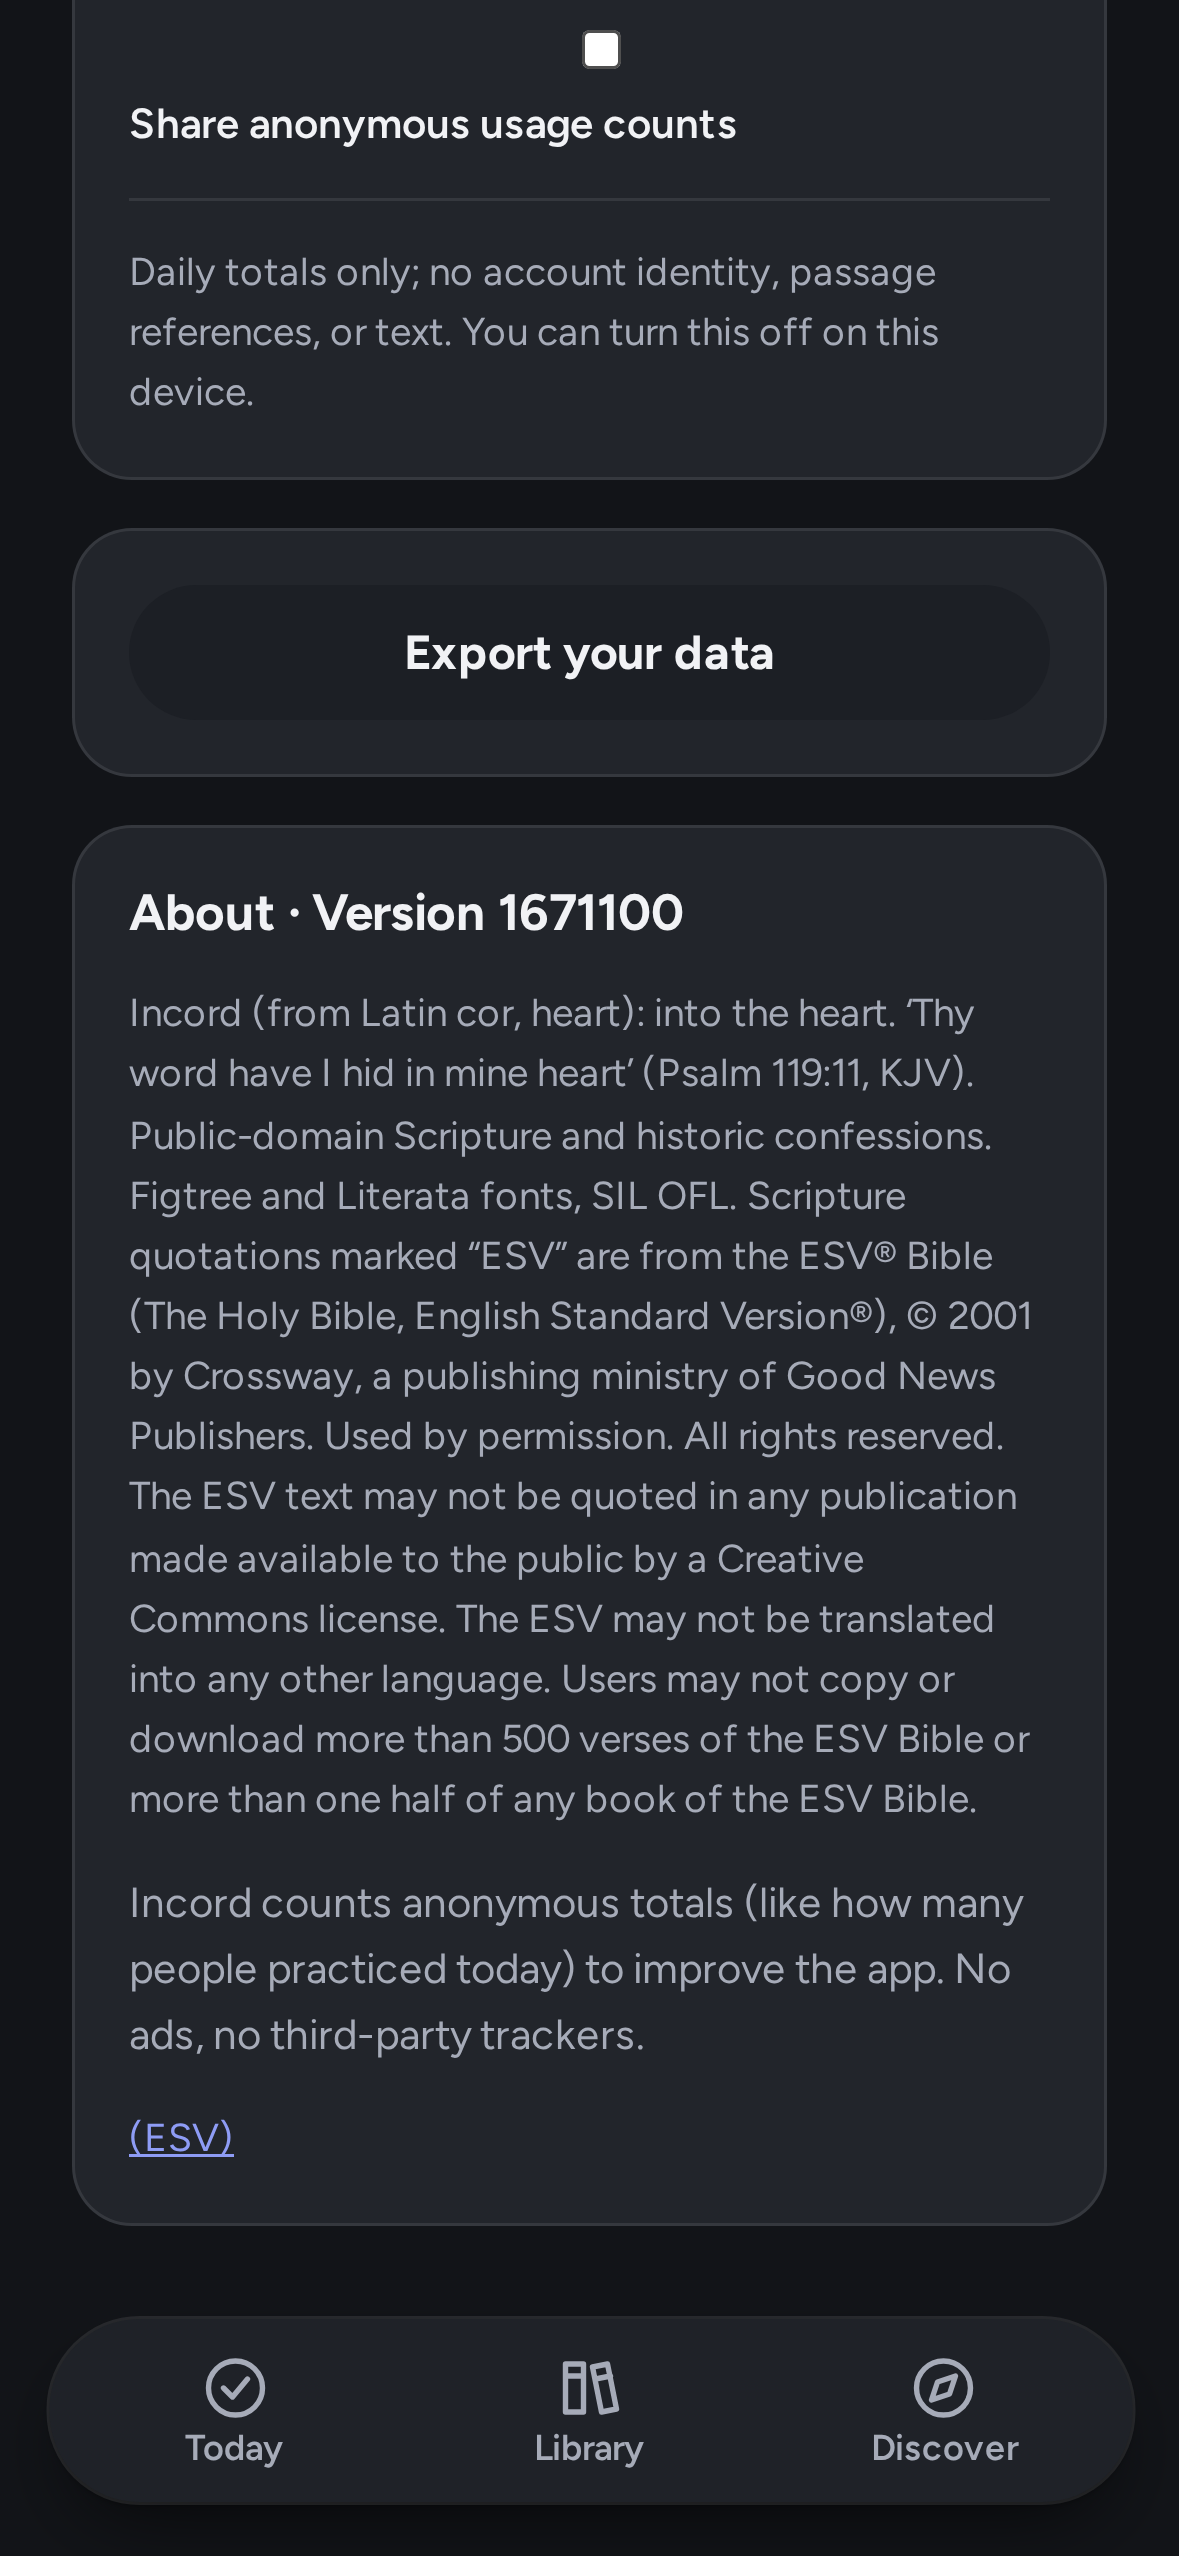 Share anonymous usage counts
Daily totals only; no account identity, passage
references, or text. You can turn this off on this
device.
Export your data
About · Version 1671100
Incord (from Latin cor, heart): into the heart. ‘Thy
word have I hid in mine heart’ (Psalm 119:11, KJV).
Public-domain Scripture and historic confessions.
Figtree and Literata fonts, SIL OFL. Scripture
quotations marked “ESV” are from the ESV® Bible
(The Holy Bible, English Standard Version®), © 2001
by Crossway, a publishing ministry of Good News
Publishers. Used by permission. All rights reserved.
The ESV text may not be quoted in any publication
made available to the public by a Creative
Commons license. The ESV may not be translated
into any other language. Users may not copy or
download more than 500 verses of the ESV Bible or
more than one half of any book of the ESV Bible.
Incord counts anonymous totals (like how many
people practiced today) to improve the app. No
ads, no third-party trackers.
(ESV)
Today
Library
Discover